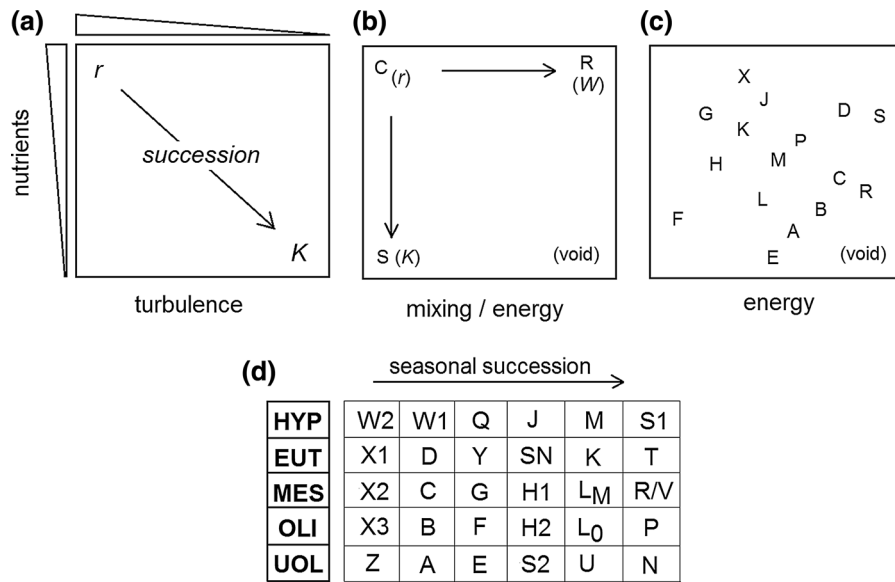 (a)
nutrients
r
succession
K
turbulence
(b)
C (r)
R
(W)
S (K)
(void)
mixing / energy
(c)
X
J
G
D
S
K
P
H
M
C
R
L
B
F
A
E
(void)
energy
(d)
seasonal succession
HYP W2 W1 Q J M S1
EUT X1 D Y SN K T
MES X2 C G H1 LM R/V
OLI X3 B F H2 L0 P
UOL Z A E S2 U N